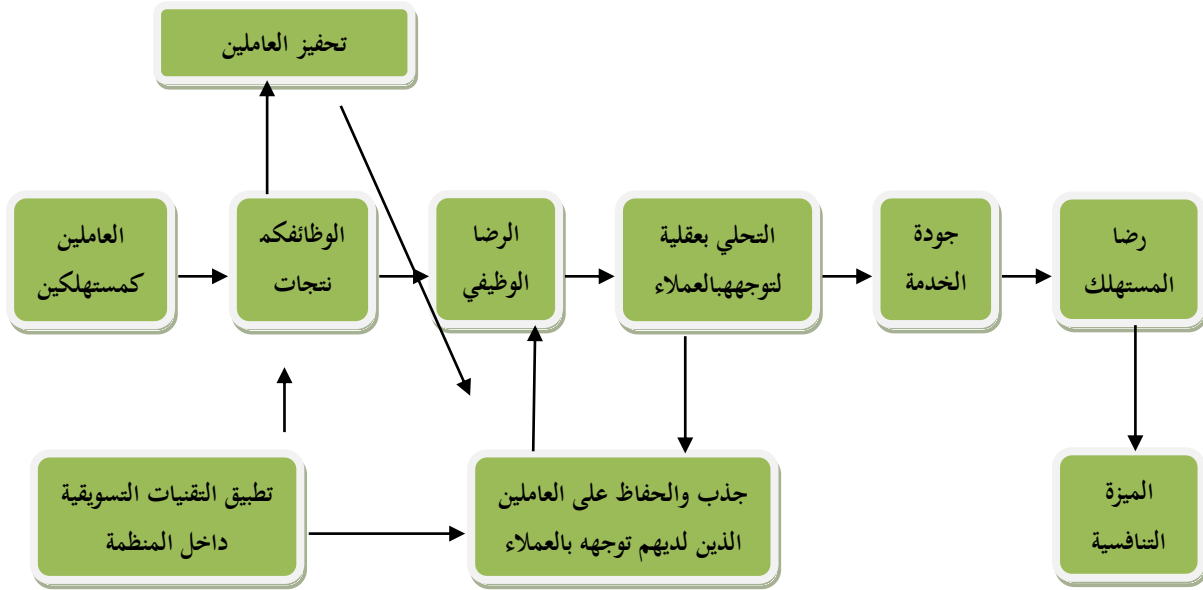 تحفيز العاملين
العاملين
كمستهلكين
الوظائفكم
نتجات
الرضا
الوظيفي
التحلي بعقلية
لتوجههبالعملاء
جودة
الخدمة
رضا
المستهلك
تطبيق التقنيات التسويقية
داخل المنظمة
جذب والحفاظ على العاملين
الذين لديهم توجهه بالعملاء
الميزة
التنافسية